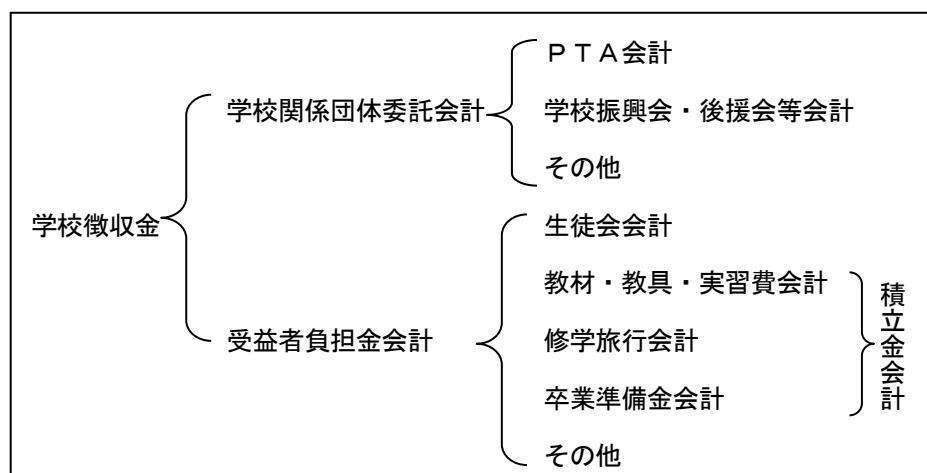 ＰＴＡ会計
学校関係団体委託会計
学校振興会・後援会等会計
その他
学校徴収金
生徒会会計
教材・教具・実習費会計
受益者負担金会計
修学旅行会計
卒業準備金会計
その他
積立金会計